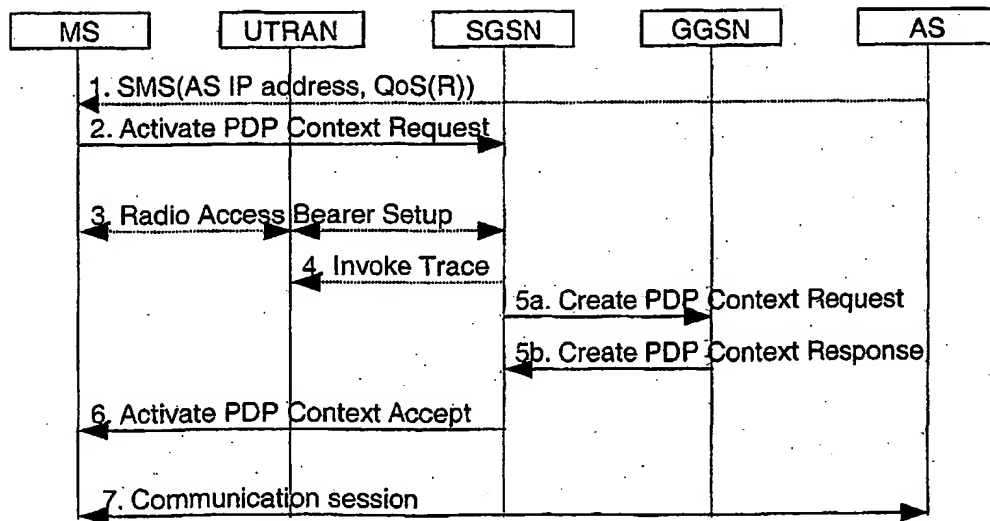 MS UTRAN SGSN GGSN AS
1. SMS(AS IP address, QoS(R))
2. Activate PDP Context Request
3. Radio Access Bearer Setup
4. Invoke Trace
5a. Create PDP Context Request
5b. Create PDP Context Response
6. Activate PDP Context Accept
7. Communication session